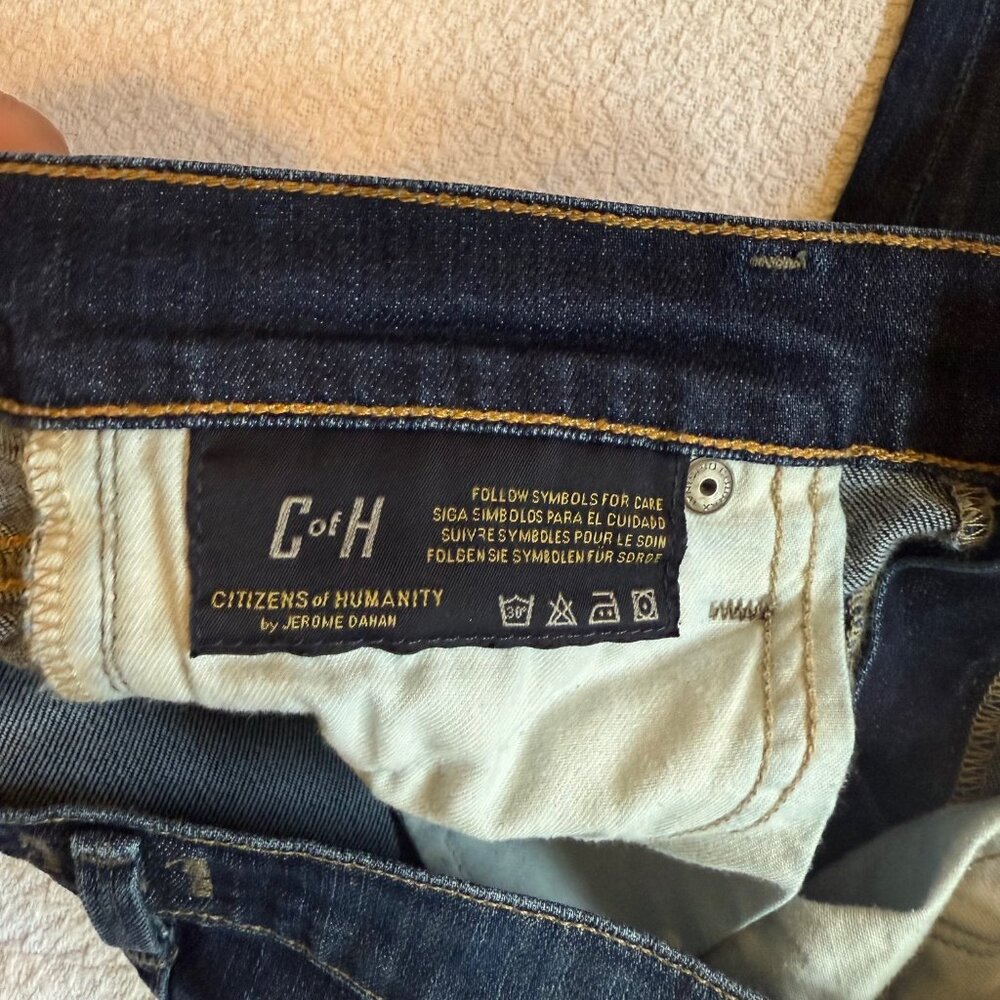 C of H
CITIZENS of HUMANITY
by JEROME DAHAN
FOLLOW SYMBOLS FOR CARE
SIGA SIMBOLOS PARA EL CUIDADO
SUIVRE SYMBOLES POUR LE SOIN
FOLGEN SIE SYMBOLEN FÜR SORGE
30°